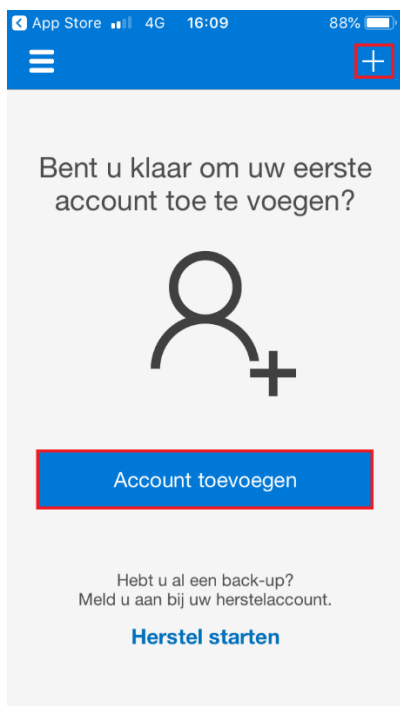 App Store 4G 16:09 88%
Bent u klaar om uw eerste
account toe te voegen?
Account toevoegen
Hebt u al een back-up?
Meld u aan bij uw herstelaccount.
Herstel starten